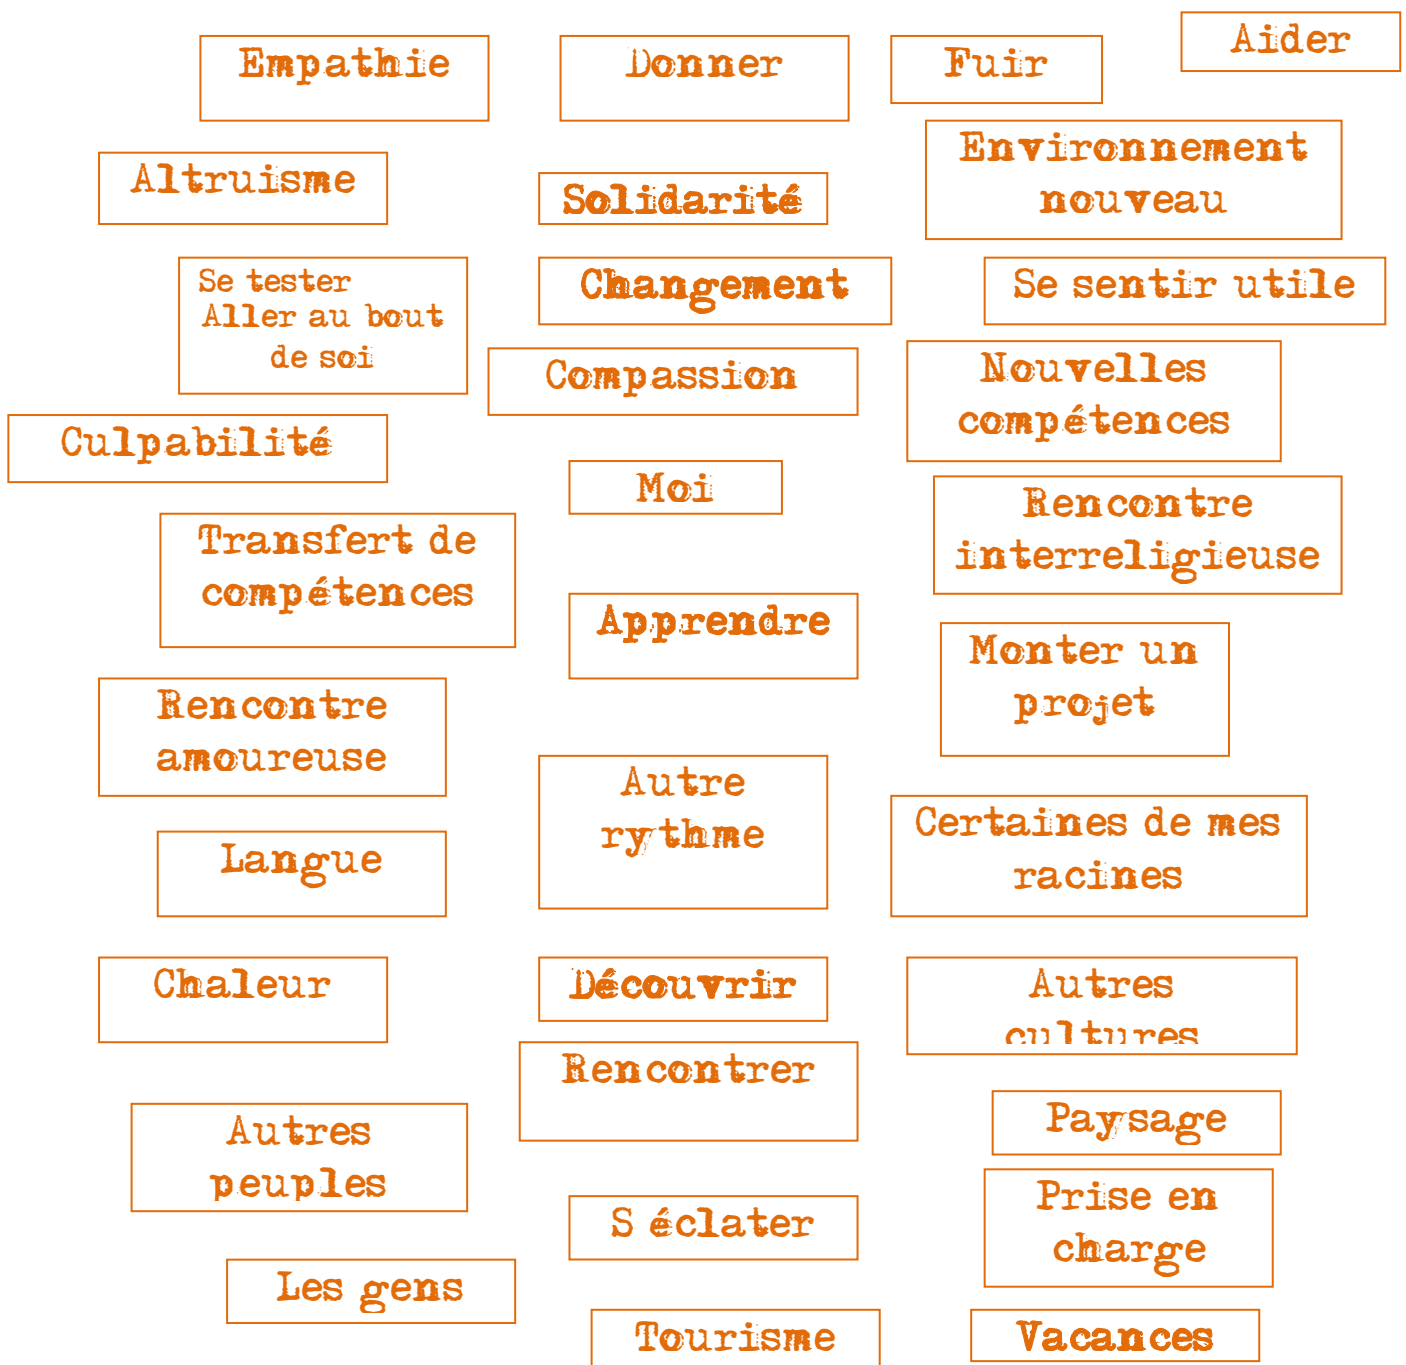 Aider
Empathie
Donner
Fuir
Environnement
nouveau
Altruisme
Solidarité
Se tester
Aller au bout
de soi
Changement
Se sentir utile
Compassion
Nouvelles
compétences
Culpabilité
Moi
Rencontre
interreligieuse
Transfert de
compétences
Apprendre
Monter un
projet
Rencontre
amoureuse
Autre
rythme
Certaines de mes
racines
Langue
Chaleur
Découvrir
Autres
cultures
Rencontrer
Paysage
Autres
peuples
Prise en
charge
S éclater
Les gens
Tourisme
Vacances